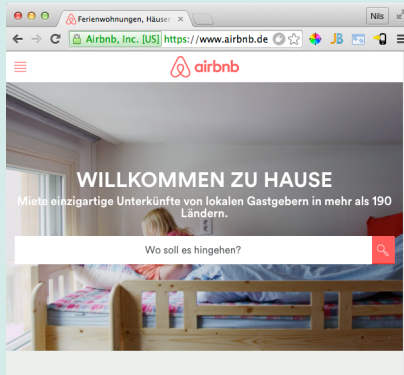 Ferienwohnungen, Häuser
Nils
Airbnb, Inc. [US] https://www.airbnb.de
JB
airbnb
WILLKOMMEN ZU HAUSE
Miete einzigartige Unterkünfte von lokalen Gastgebern in mehr als 190
Ländern.
Wo soll es hingehen?